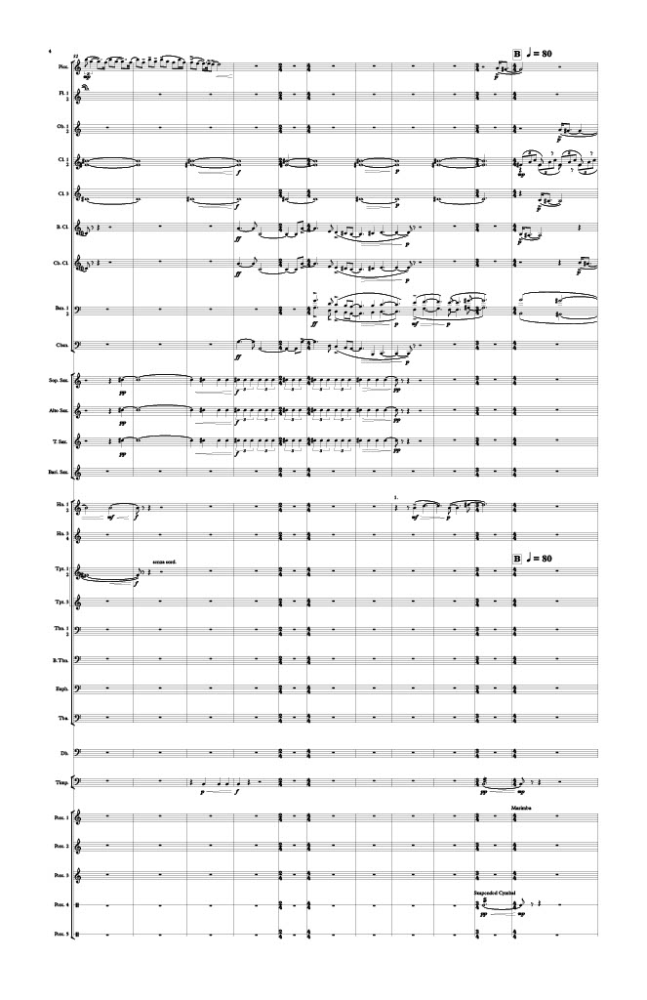 4
32
B ♩ = 80
Picc.
Fl. 1
2
Ob. 1
2
Cl. 1
2
Cl. 3
B. Cl.
Cb. Cl.
Bsn. 1
2
Cbsn.
Sop. Sax.
Alto Sax.
T. Sax.
Bari. Sax.
1.
Hn. 1
2
Hn. 3
4
B ♩ = 80
senza sord.
Tpt. 1
2
Tpt. 3
Tbn. 1
2
B. Tbn.
Euph.
Tba.
Db.
Timp.
Marimba
Perc. 1
Perc. 2
Perc. 3
Suspended Cymbal
Perc. 4
Perc. 5